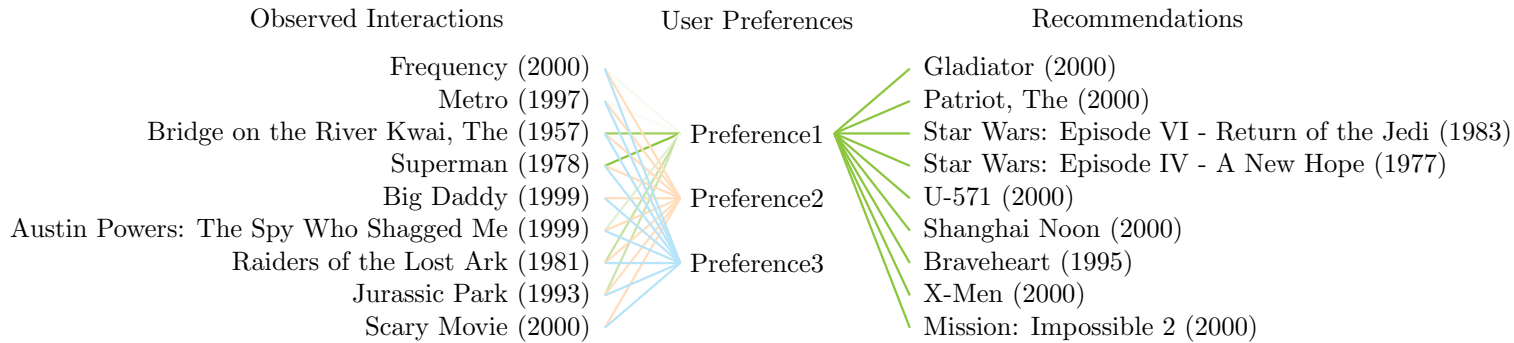 Observed Interactions
User Preferences
Recommendations
Frequency (2000)
Metro (1997)
Bridge on the River Kwai, The (1957)
Superman (1978)
Big Daddy (1999)
Austin Powers: The Spy Who Shagged Me (1999)
Raiders of the Lost Ark (1981)
Jurassic Park (1993)
Scary Movie (2000)
Preference1
Preference2
Preference3
Gladiator (2000)
Patriot, The (2000)
Star Wars: Episode VI - Return of the Jedi (1983)
Star Wars: Episode IV - A New Hope (1977)
U-571 (2000)
Shanghai Noon (2000)
Braveheart (1995)
X-Men (2000)
Mission: Impossible 2 (2000)